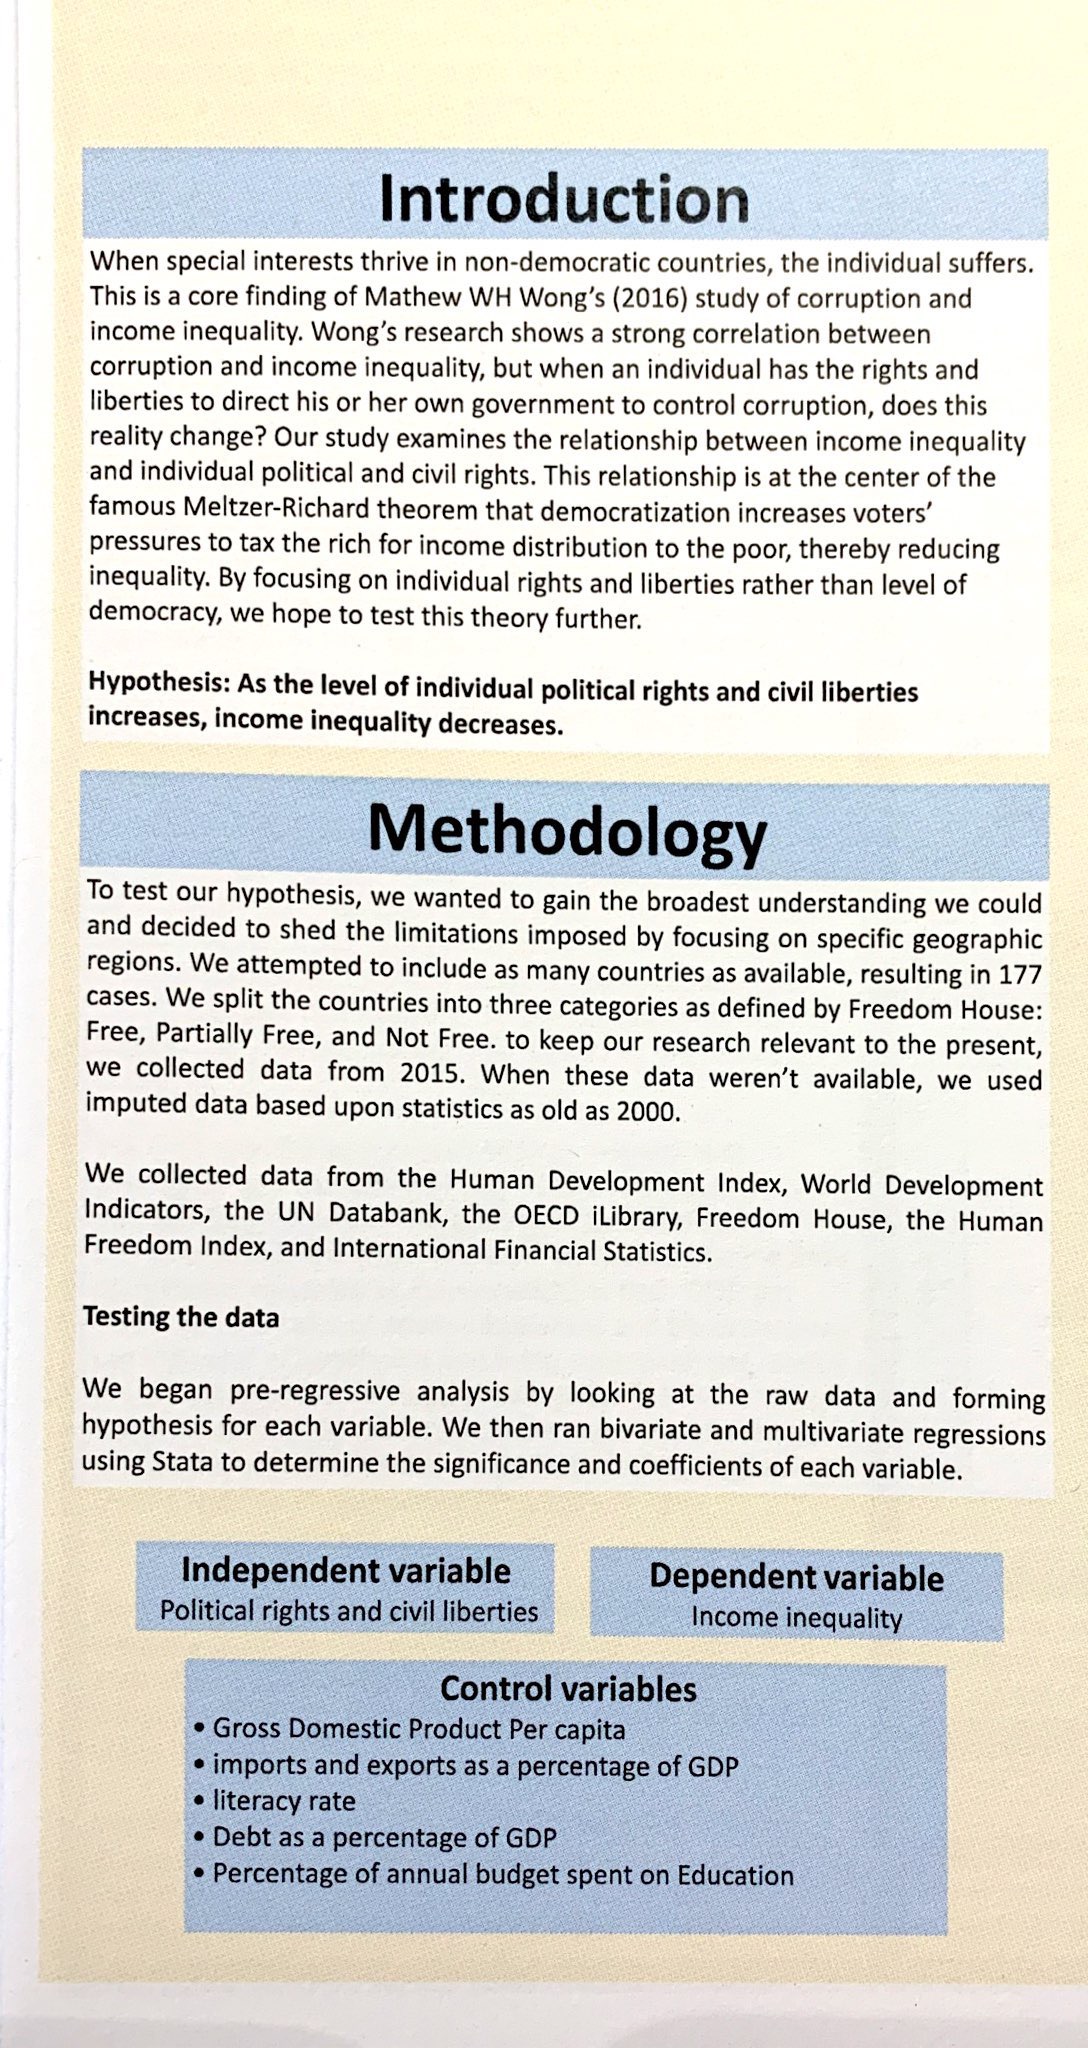 Introduction
When special interests thrive in non-democratic countries, the individual suffers.
This is a core finding of Mathew WH Wong's (2016) study of corruption and
income inequality. Wong's research shows a strong correlation between
corruption and income inequality, but when an individual has the rights and
liberties to direct his or her own government to control corruption, does this
reality change? Our study examines the relationship between income inequality
and individual political and civil rights. This relationship is at the center of the
famous Meltzer-Richard theorem that democratization increases voters'
pressures to tax the rich for income distribution to the poor, thereby reducing
inequality. By focusing on individual rights and liberties rather than level of
democracy, we hope to test this theory further.
Hypothesis: As the level of individual political rights and civil liberties
increases, income inequality decreases.
Methodology
To test our hypothesis, we wanted to gain the broadest understanding we could
and decided to shed the limitations imposed by focusing on specific geographic
regions. We attempted to include as many countries as available, resulting in 177
cases. We split the countries into three categories as defined by Freedom House:
Free, Partially Free, and Not Free. to keep our research relevant to the present,
we collected data from 2015. When these data weren't available, we used
imputed data based upon statistics as old as 2000.
We collected data from the Human Development Index, World Development
Indicators, the UN Databank, the OECD iLibrary, Freedom House, the Human
Freedom Index, and International Financial Statistics.
Testing the data
We began pre-regressive analysis by looking at the raw data and forming
hypothesis for each variable. We then ran bivariate and multivariate regressions
using Stata to determine the significance and coefficients of each variable.
Independent variable
Political rights and civil liberties
Dependent variable
Income inequality
Control variables
• Gross Domestic Product Per capita
• imports and exports as a percentage of GDP
• literacy rate
• Debt as a percentage of GDP
• Percentage of annual budget spent on Education